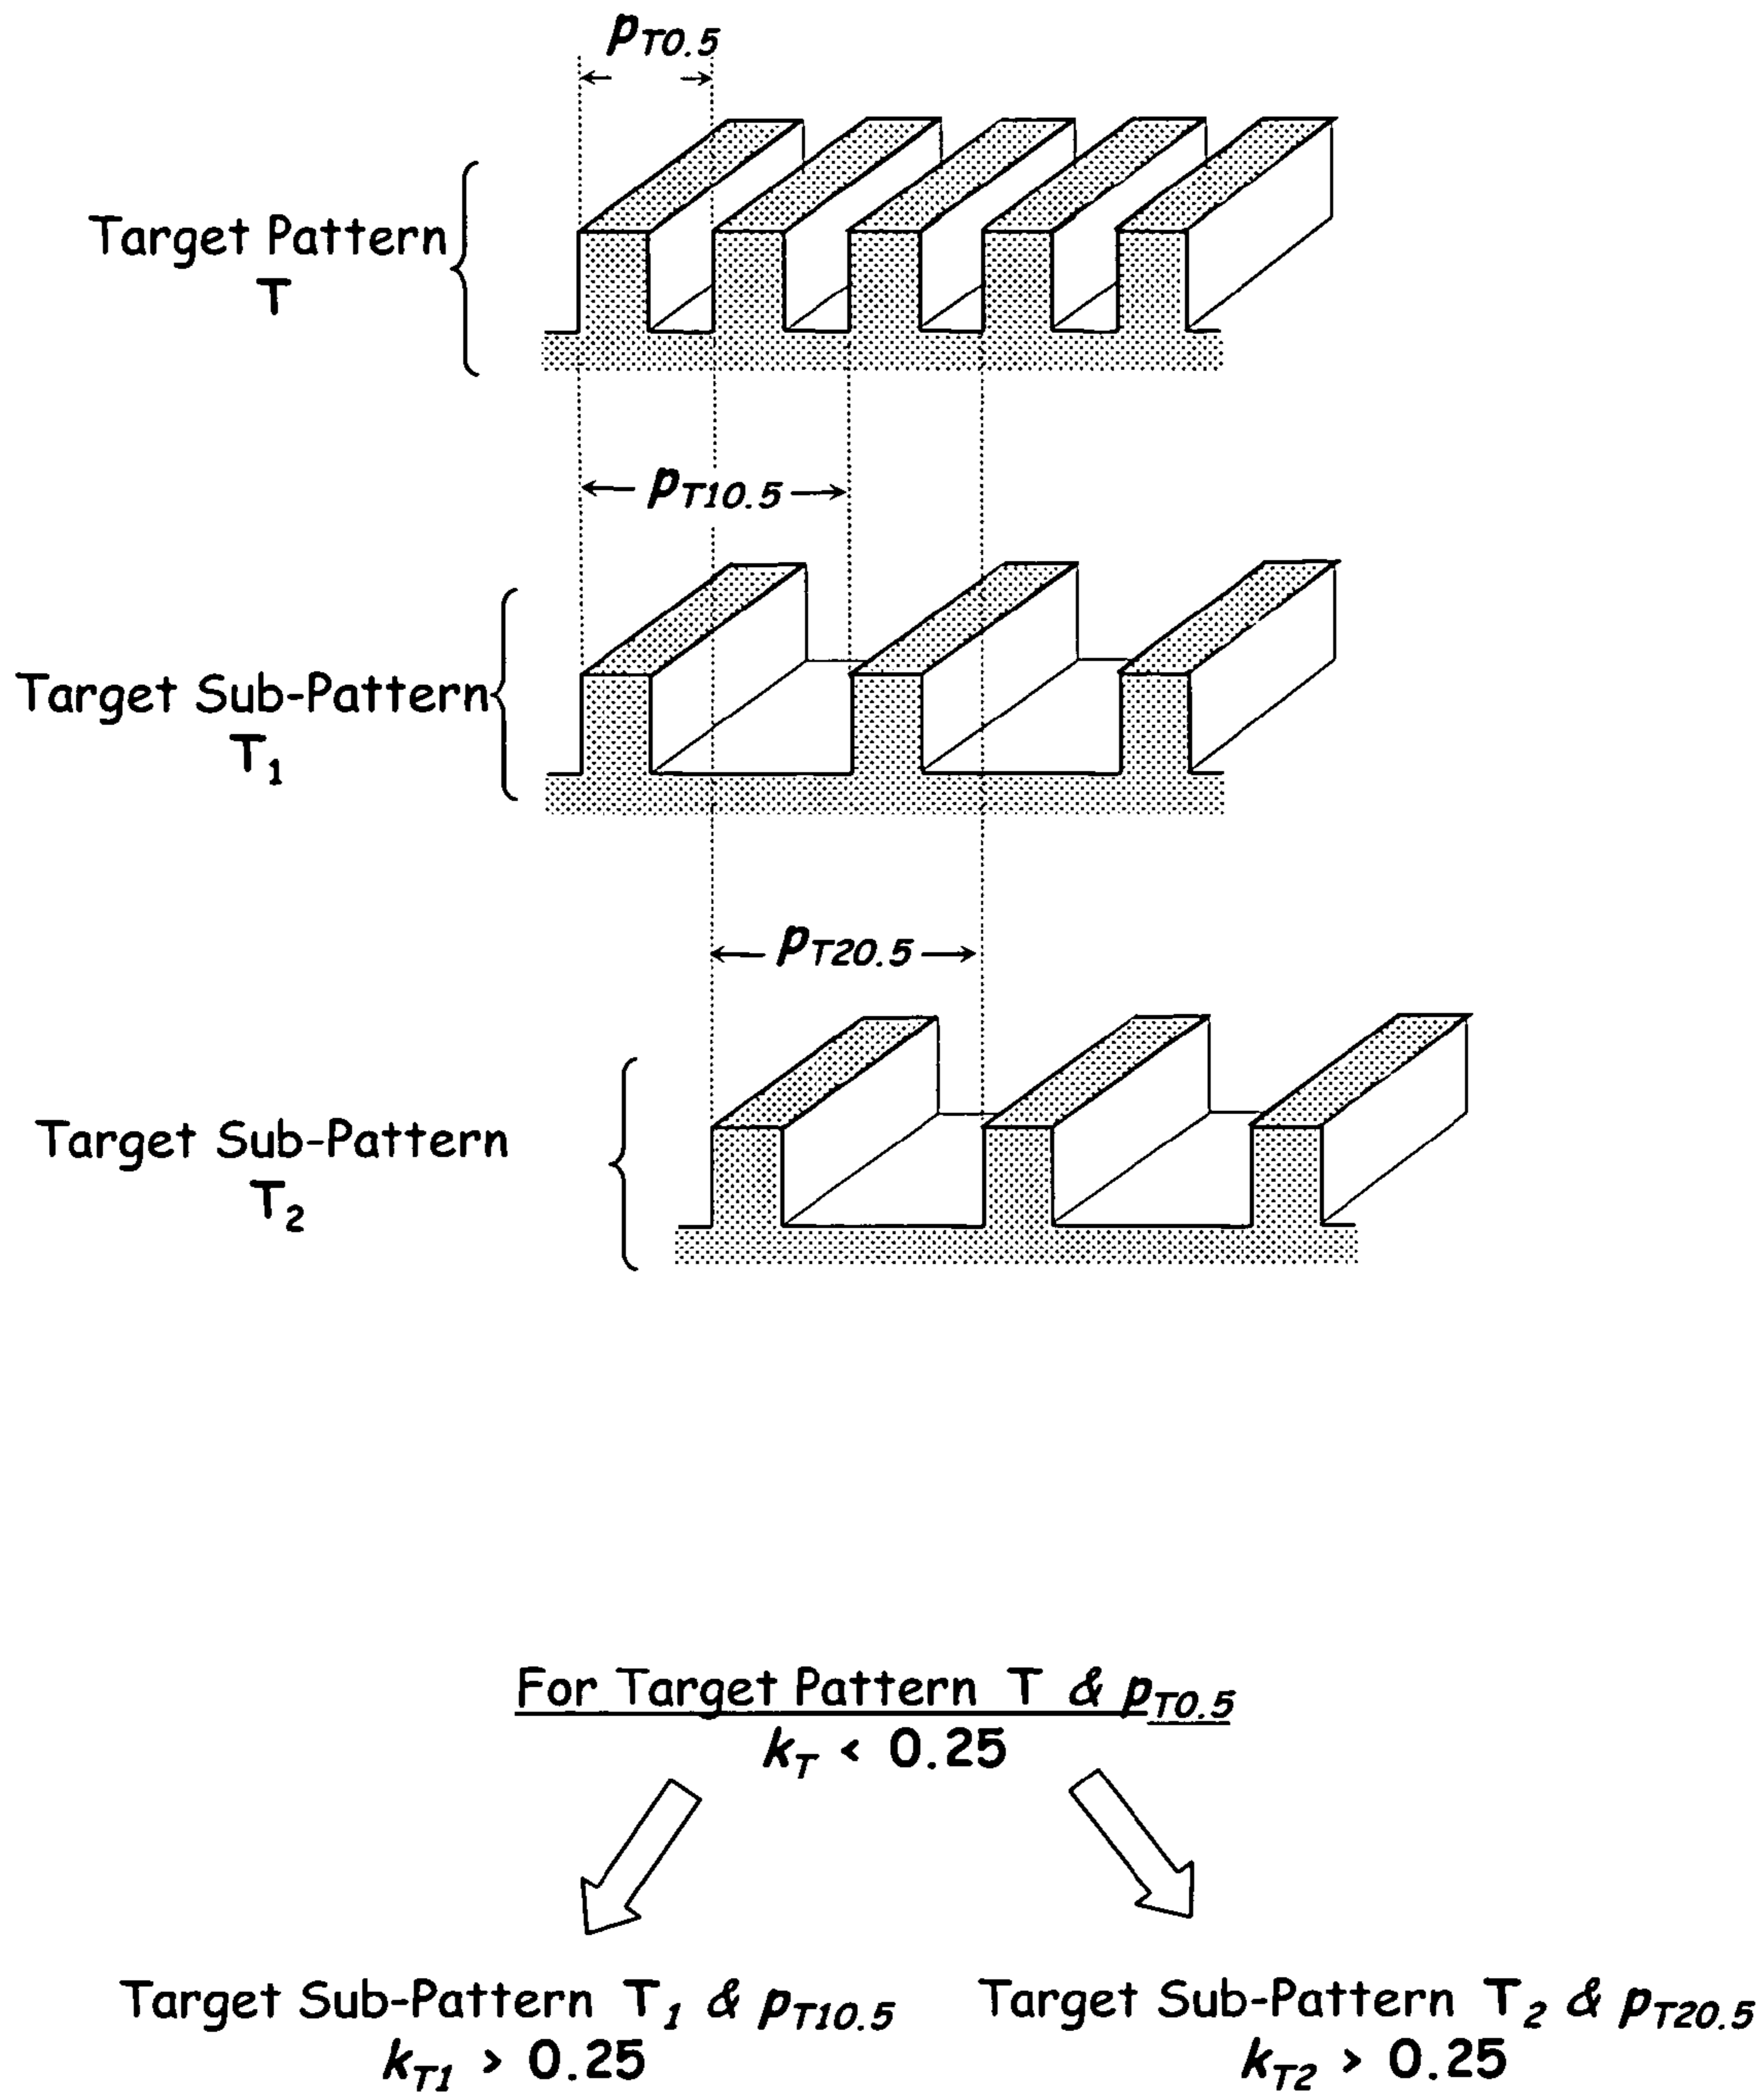 pT0.5
Target Pattern
T
pT10.5
Target Sub-Pattern
T1
pT20.5
Target Sub-Pattern
T2
For Target Pattern T & pT0.5
kT < 0.25
Target Sub-Pattern T1 & pT10.5
kT1 > 0.25
Target Sub-Pattern T2 & pT20.5
kT2 > 0.25